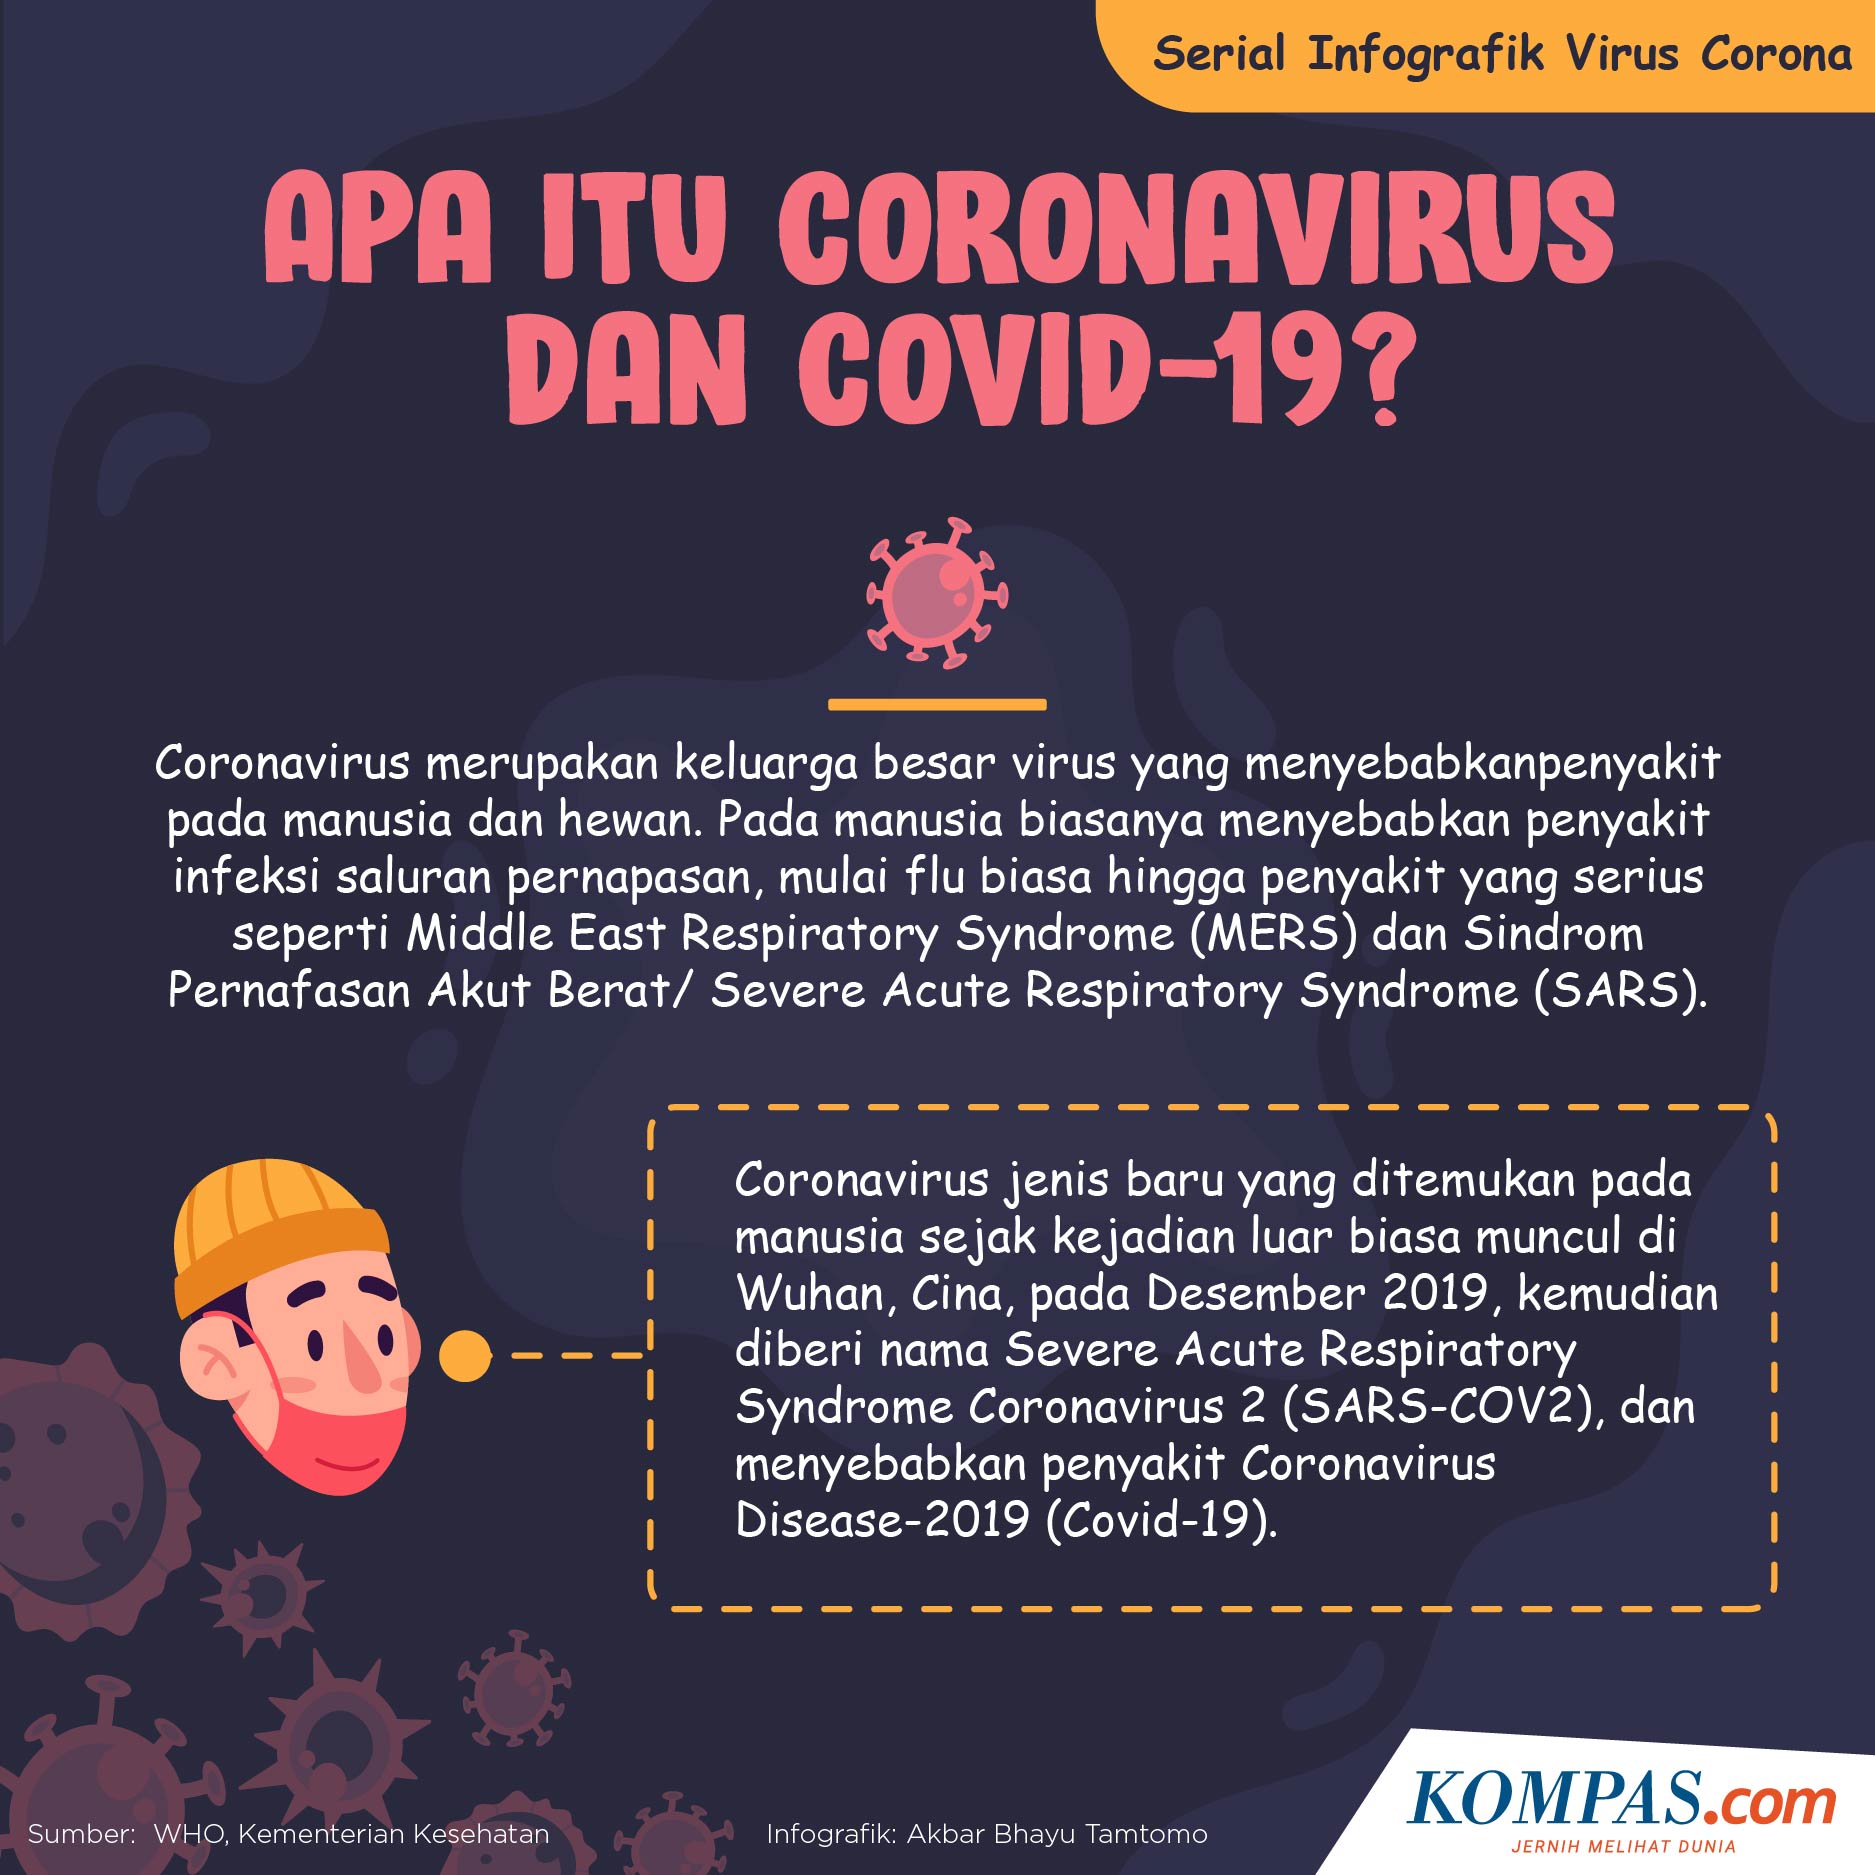 Serial Infografik Virus Corona
APA ITU CORONAVIRUS
DAN COVID-19?
Coronavirus merupakan keluarga besar virus yang menyebabkanpenyakit
pada manusia dan hewan. Pada manusia biasanya menyebabkan penyakit
infeksi saluran pernapasan, mulai flu biasa hingga penyakit yang serius
seperti Middle East Respiratory Syndrome (MERS) dan Sindrom
Pernafasan Akut Berat/ Severe Acute Respiratory Syndrome (SARS).
Coronavirus jenis baru yang ditemukan pada
manusia sejak kejadian luar biasa muncul di
Wuhan, Cina, pada Desember 2019, kemudian
diberi nama Severe Acute Respiratory
Syndrome Coronavirus 2 (SARS-COV2), dan
menyebabkan penyakit Coronavirus
Disease-2019 (Covid-19).
Sumber: WHO, Kementerian Kesehatan
Infografik: Akbar Bhayu Tamtomo
KOMPAS.com
JERNIH MELIHAT DUNIA